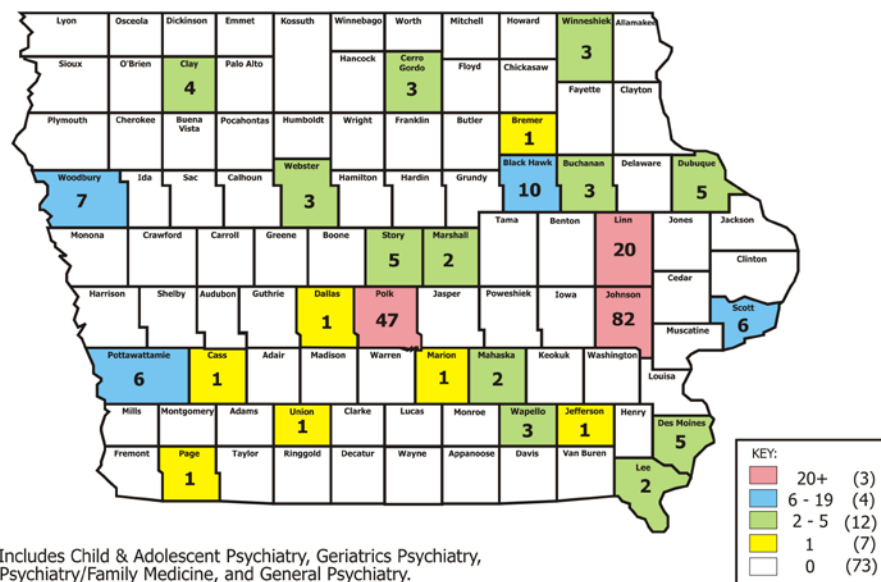 Lyon Osceola Dickinson Emmet Kossuth Winnebago Worth Mitchell Howard Winneshiek Allamakee
3
Sioux O'Brien Clay Palo Alto Hancock Cerro Gordo Floyd Chickasaw
4 3
Fayette Clayton
Plymouth Cherokee Buena Vista Pocahontas Humboldt Wright Franklin Butler Bremer
1
Woodbury Ida Sac Calhoun Webster Hamilton Hardin Grundy Black Hawk Buchanan Delaware Dubuque
7 3 10 3 5
Monona Crawford Carroll Greene Boone Story Marshall Tama Benton Linn Jones Jackson
5 2 20
Clinton
Cedar
Harrison Shelby Audubon Guthrie Dallas Polk Jasper Poweshiek Iowa Johnson Scott
1 47 82 6
Muscatine
Pottawattamie Cass Adair Madison Warren Marion Mahaska Keokuk Washington
6 1 1 2
Louisa
Mills Montgomery Adams Union Clarke Lucas Monroe Wapello Jefferson Henry Des Moines
1 3 1 5
Fremont Page Taylor Ringgold Decatur Wayne Appanoose Davis Van Buren Lee
1 2
KEY:
20+ (3)
6 - 19 (4)
2 - 5 (12)
1 (7)
0 (73)
Includes Child & Adolescent Psychiatry, Geriatrics Psychiatry,
Psychiatry/Family Medicine, and General Psychiatry.